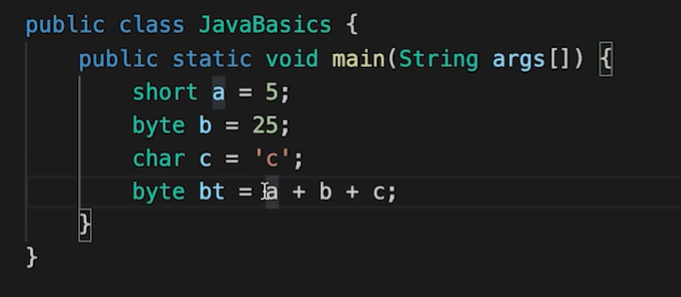 public class JavaBasics {
    public static void main(String args[]) {
        short a = 5;
        byte b = 25;
        char c = 'c';
        byte bt = a + b + c;
    }
}